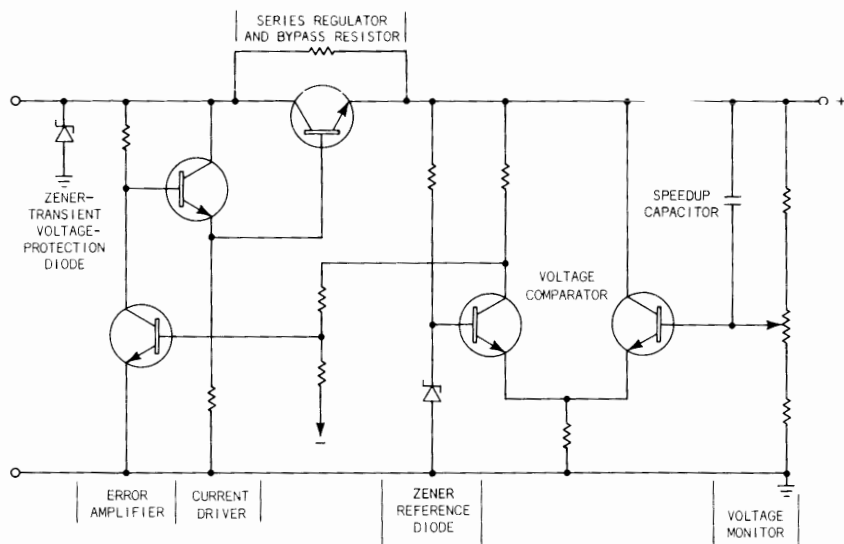 SERIES REGULATOR
AND BYPASS RESISTOR
+
ZENER-
TRANSIENT
VOLTAGE-
PROTECTION
DIODE
SPEEDUP
CAPACITOR
VOLTAGE
COMPARATOR
−
ERROR
AMPLIFIER
CURRENT
DRIVER
ZENER
REFERENCE
DIODE
VOLTAGE
MONITOR